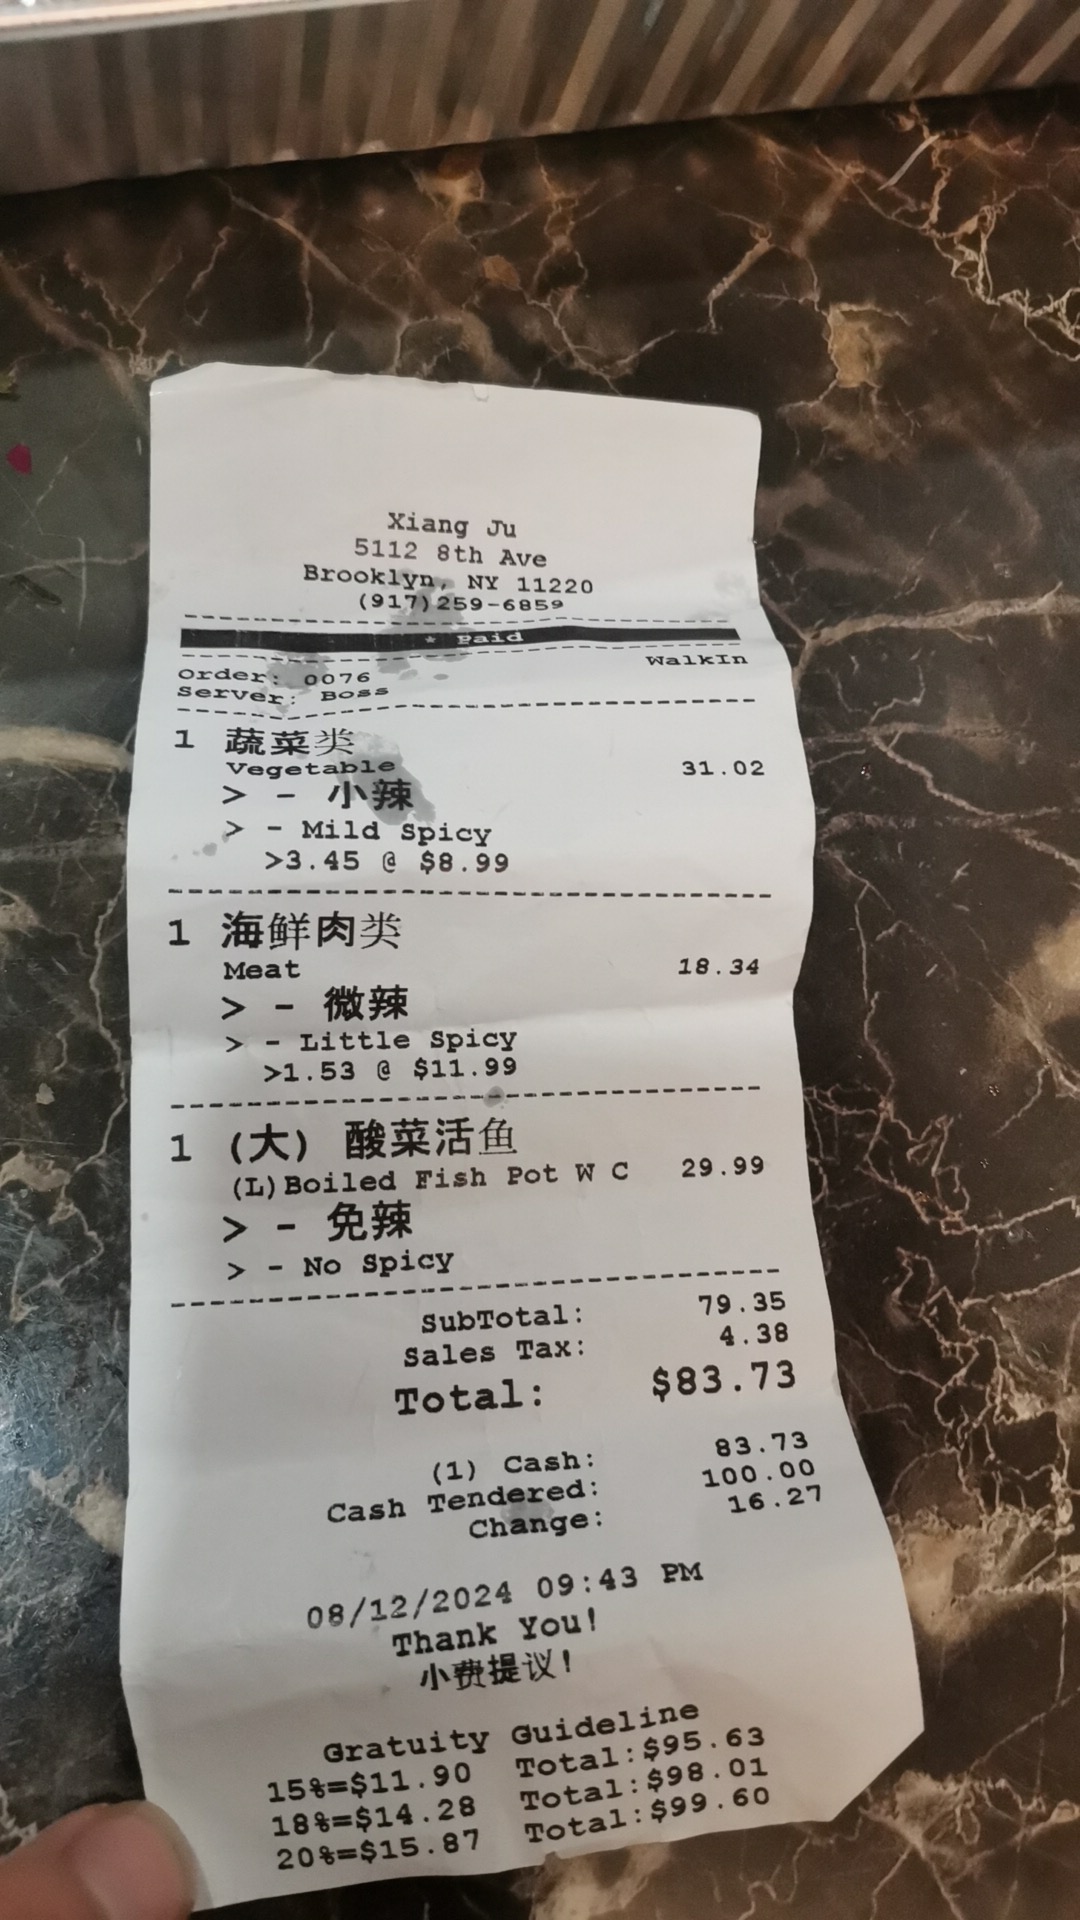 Xiang Ju
5112 8th Ave
Brooklyn, NY 11220
(917)259-6859
* Paid
WalkIn
Order: 0076
Server: Boss
1 蔬菜类
Vegetable 31.02
> - 小辣
> - Mild Spicy
>3.45 @ $8.99
1 海鲜肉类
Meat 18.34
> - 微辣
> - Little Spicy
>1.53 @ $11.99
1 (大) 酸菜活鱼
(L)Boiled Fish Pot W C 29.99
> - 免辣
> - No Spicy
SubTotal: 79.35
Sales Tax: 4.38
Total: $83.73
(1) Cash: 83.73
Cash Tendered: 100.00
Change: 16.27
08/12/2024 09:43 PM
Thank You!
小费提议!
Gratuity Guideline
15%=$11.90 Total:$95.63
18%=$14.28 Total:$98.01
20%=$15.87 Total:$99.60